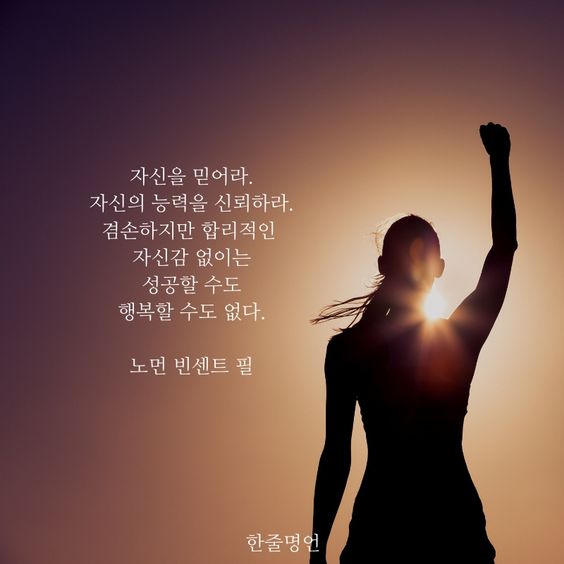 자신을 믿어라.
자신의 능력을 신뢰하라.
겸손하지만 합리적인
자신감 없이는
성공할 수도
행복할 수도 없다.
노먼 빈센트 필
한줄명언